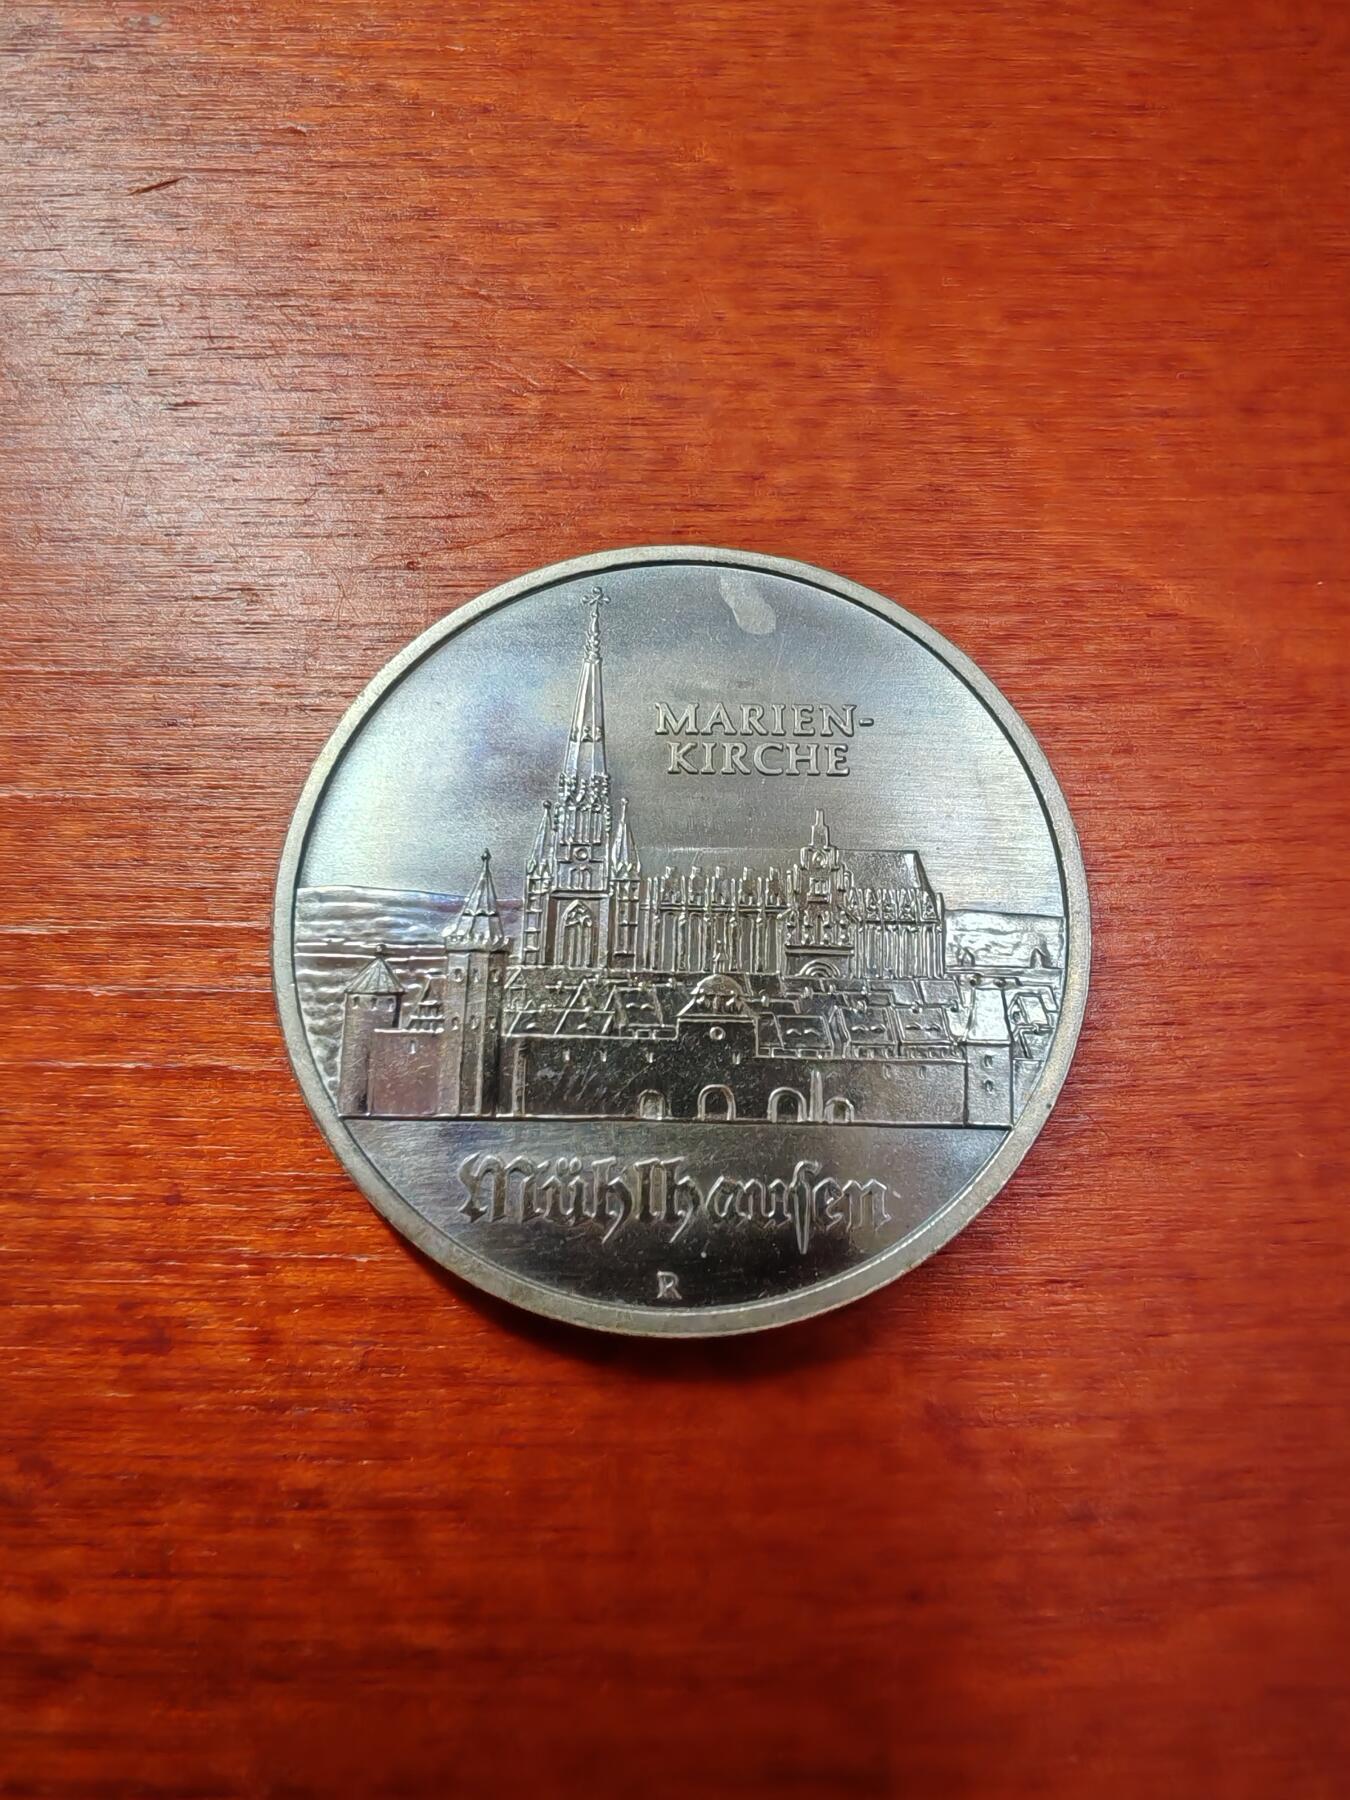 MARIEN-
KIRCHE
Mühlhausen
R